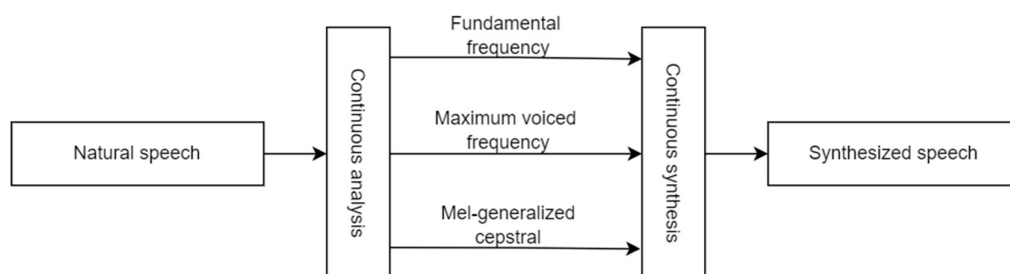 Natural speech
Continuous analysis
Fundamental
frequency
Maximum voiced
frequency
Mel-generalized
cepstral
Continuous synthesis
Synthesized speech